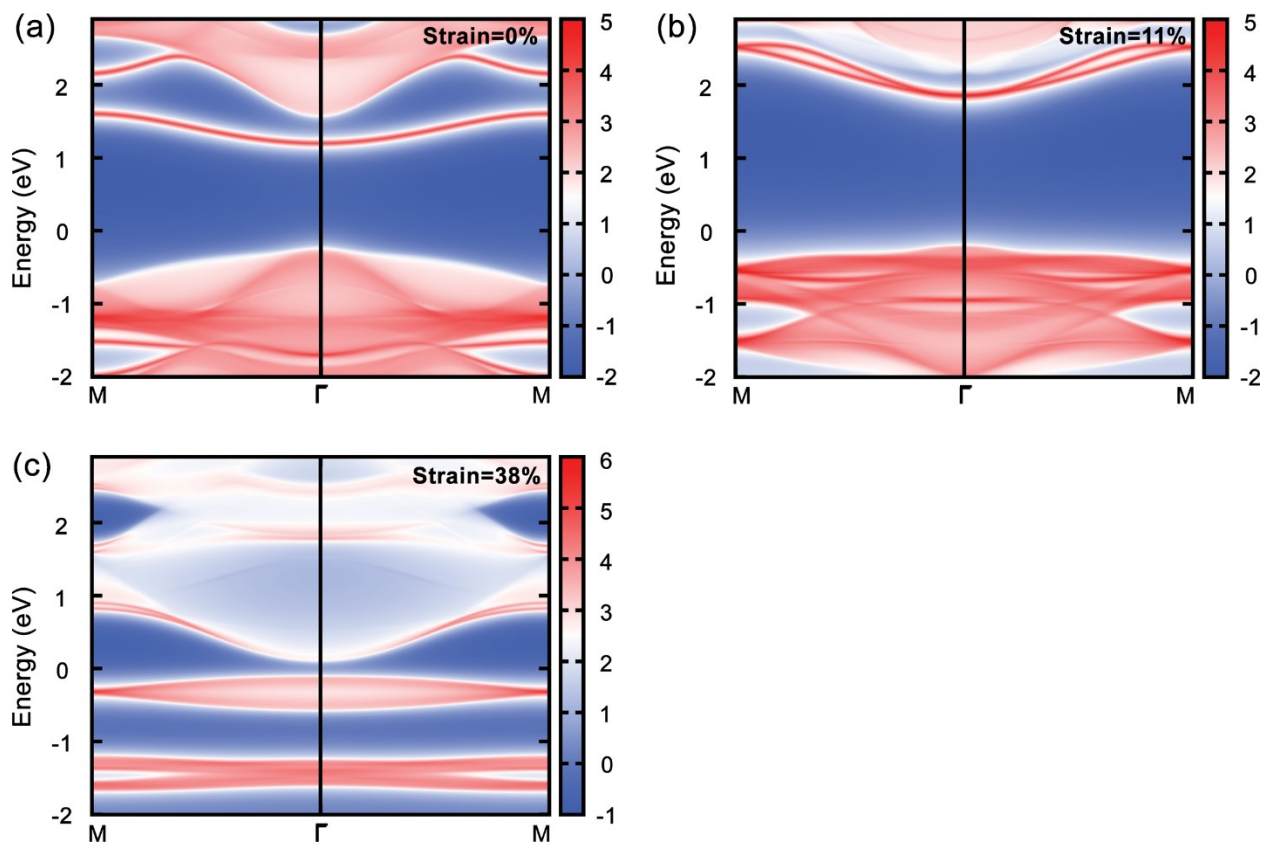 (a)
Strain=0%
Energy (eV)
2
1
0
-1
-2
M
Γ
M
5
4
3
2
1
0
-1
-2
(b)
Strain=11%
Energy (eV)
2
1
0
-1
-2
M
Γ
M
5
4
3
2
1
0
-1
-2
(c)
Strain=38%
Energy (eV)
2
1
0
-1
-2
M
Γ
M
6
5
4
3
2
1
0
-1